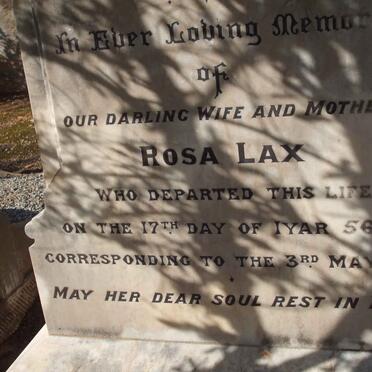 In Ever Loving Memor
of
OUR DARLING WIFE AND MOTHE
ROSA LAX
WHO DEPARTED THIS LIFE
ON THE 17TH DAY OF IYAR 56
CORRESPONDING TO THE 3RD MAY
MAY HER DEAR SOUL REST IN